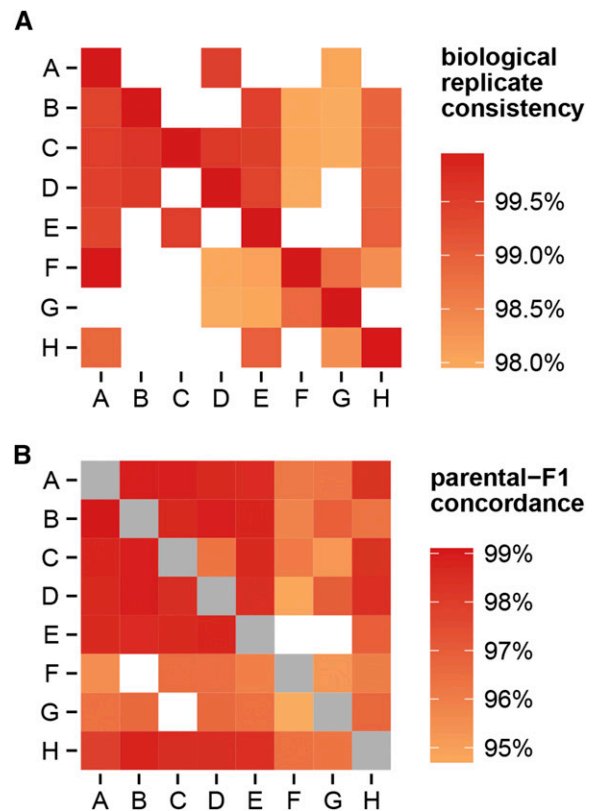 A
A
B
C
D
E
F
G
H
A B C D E F G H
biological
replicate
consistency
99.5%
99.0%
98.5%
98.0%
B
A
B
C
D
E
F
G
H
A B C D E F G H
parental–F1
concordance
99%
98%
97%
96%
95%